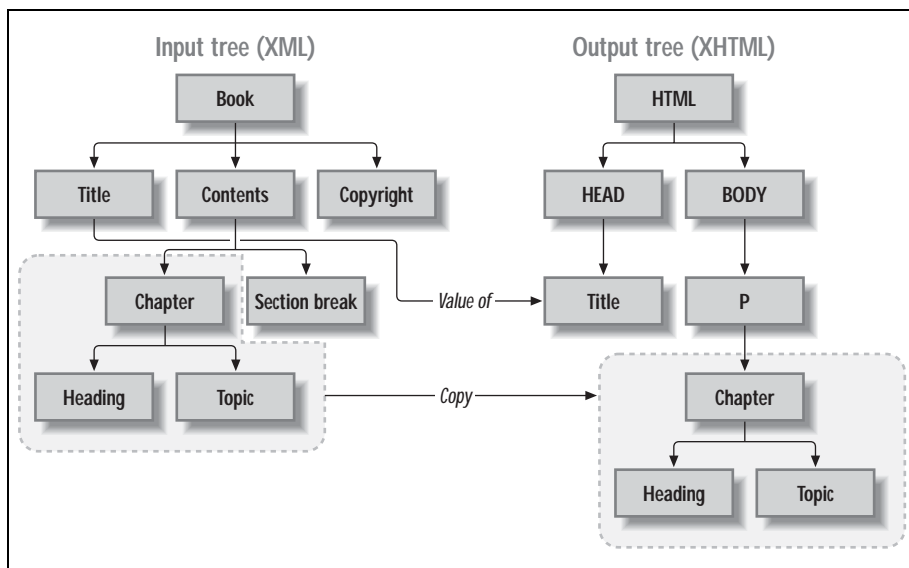 Input tree (XML)
Output tree (XHTML)
Book
HTML
Title
Contents
Copyright
HEAD
BODY
Chapter
Section break
Value of
Title
P
Heading
Topic
Copy
Chapter
Heading
Topic